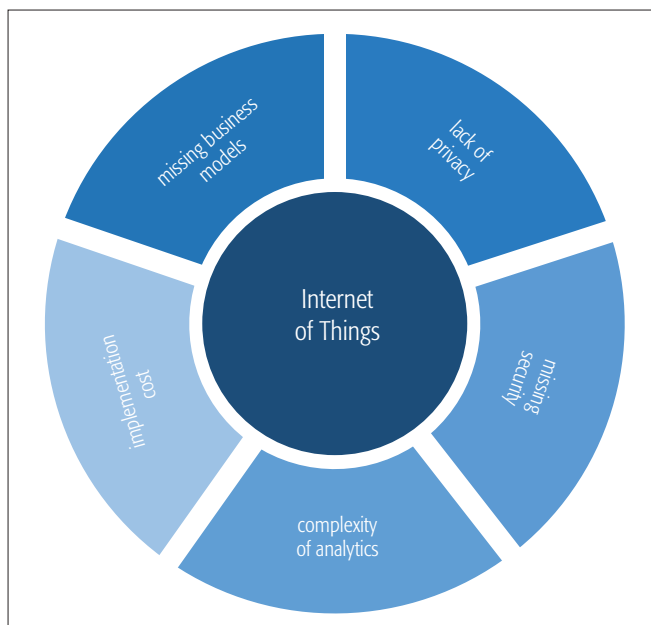 missing business
models
lack of
privacy
Internet
of Things
missing
security
implementation
cost
complexity
of analytics